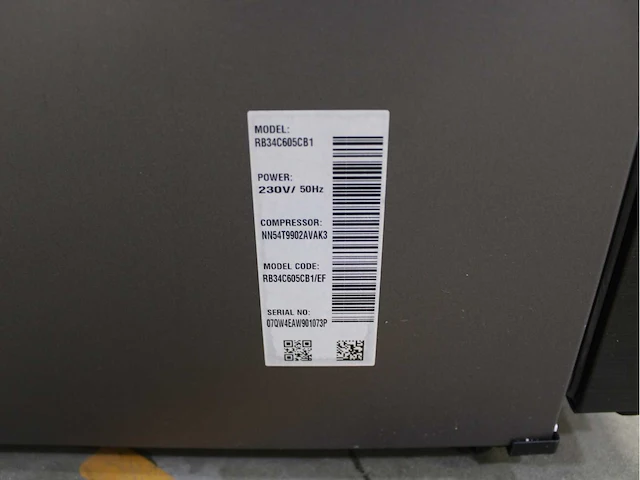 MODEL:
RB34C605CB1
POWER:
230V/ 50Hz
COMPRESSOR:
NN54T9902AVAK3
MODEL CODE:
RB34C605CB1/EF
SERIAL NO:
07QW4EAW901073P